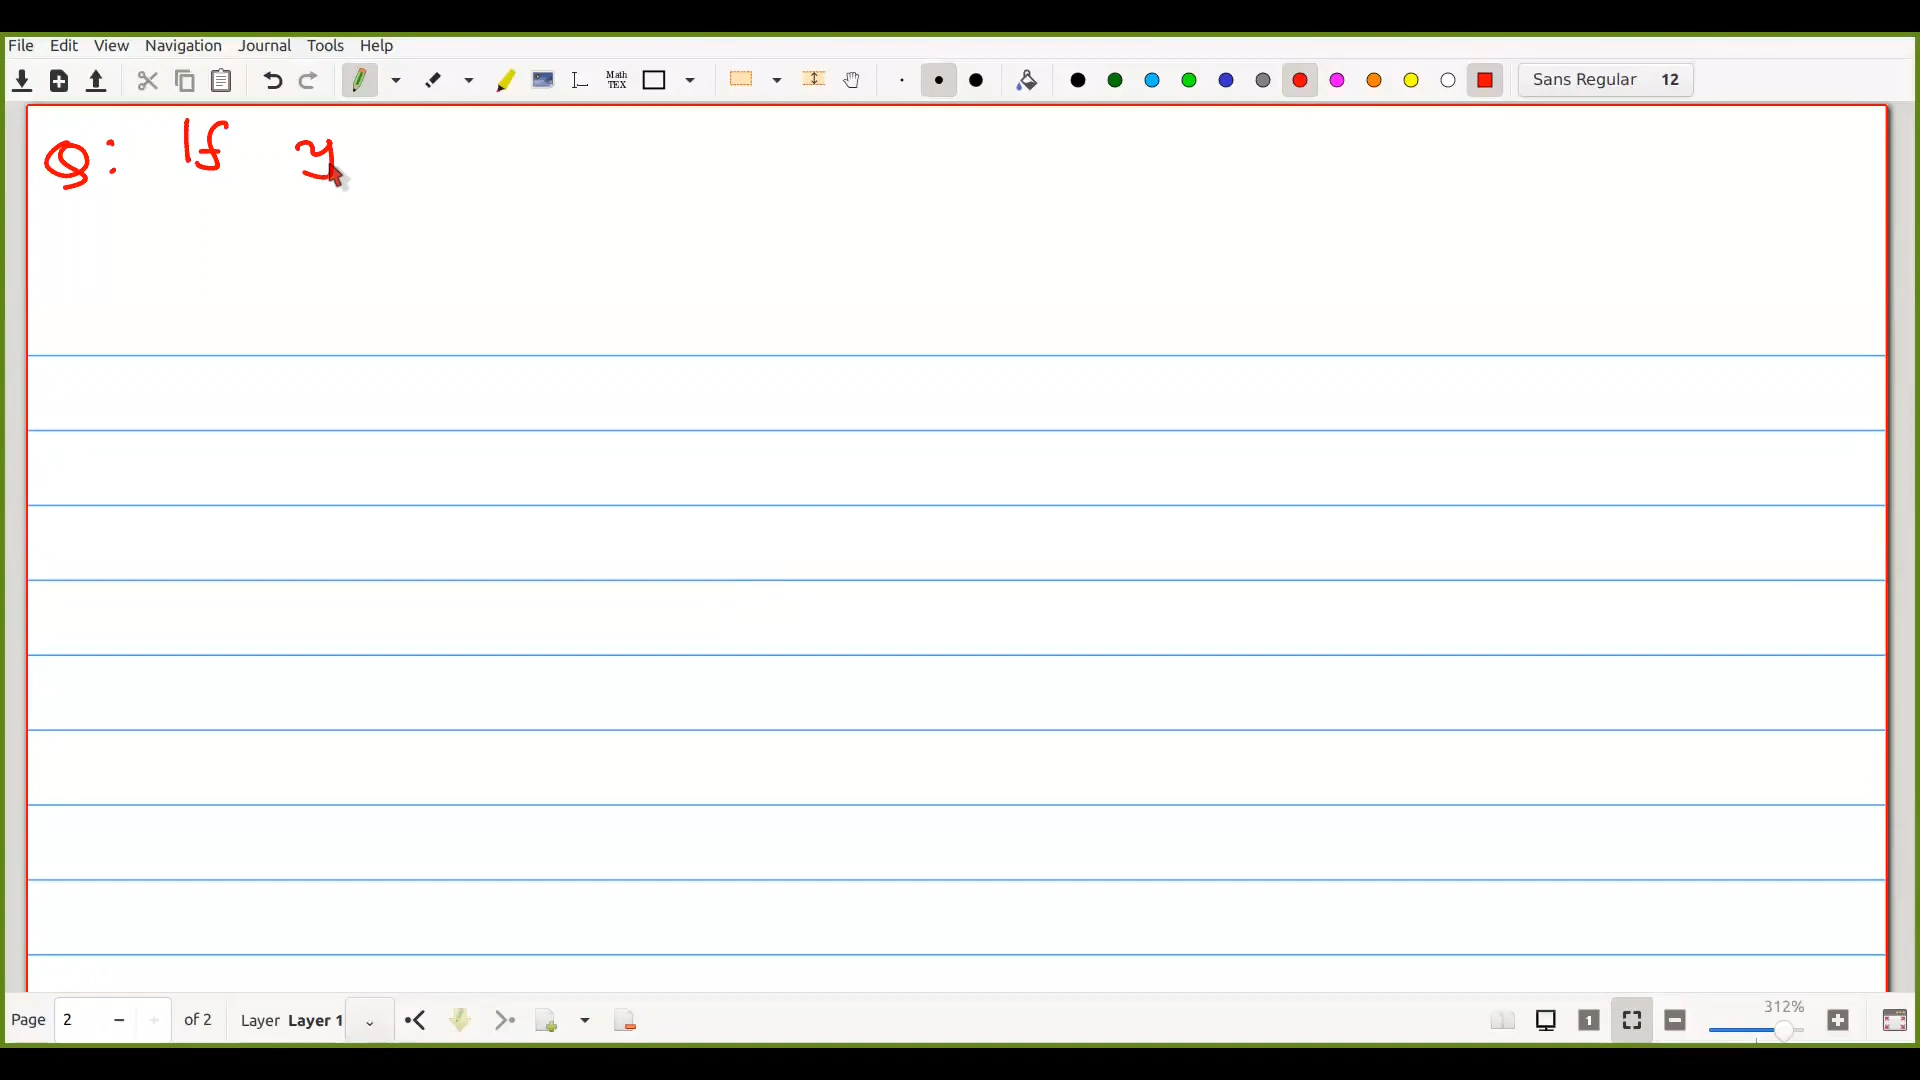 File Edit View Navigation Journal Tools Help
Math TEX Sans Regular 12
Q: If y
Page 2 of 2 Layer Layer 1 1 312%